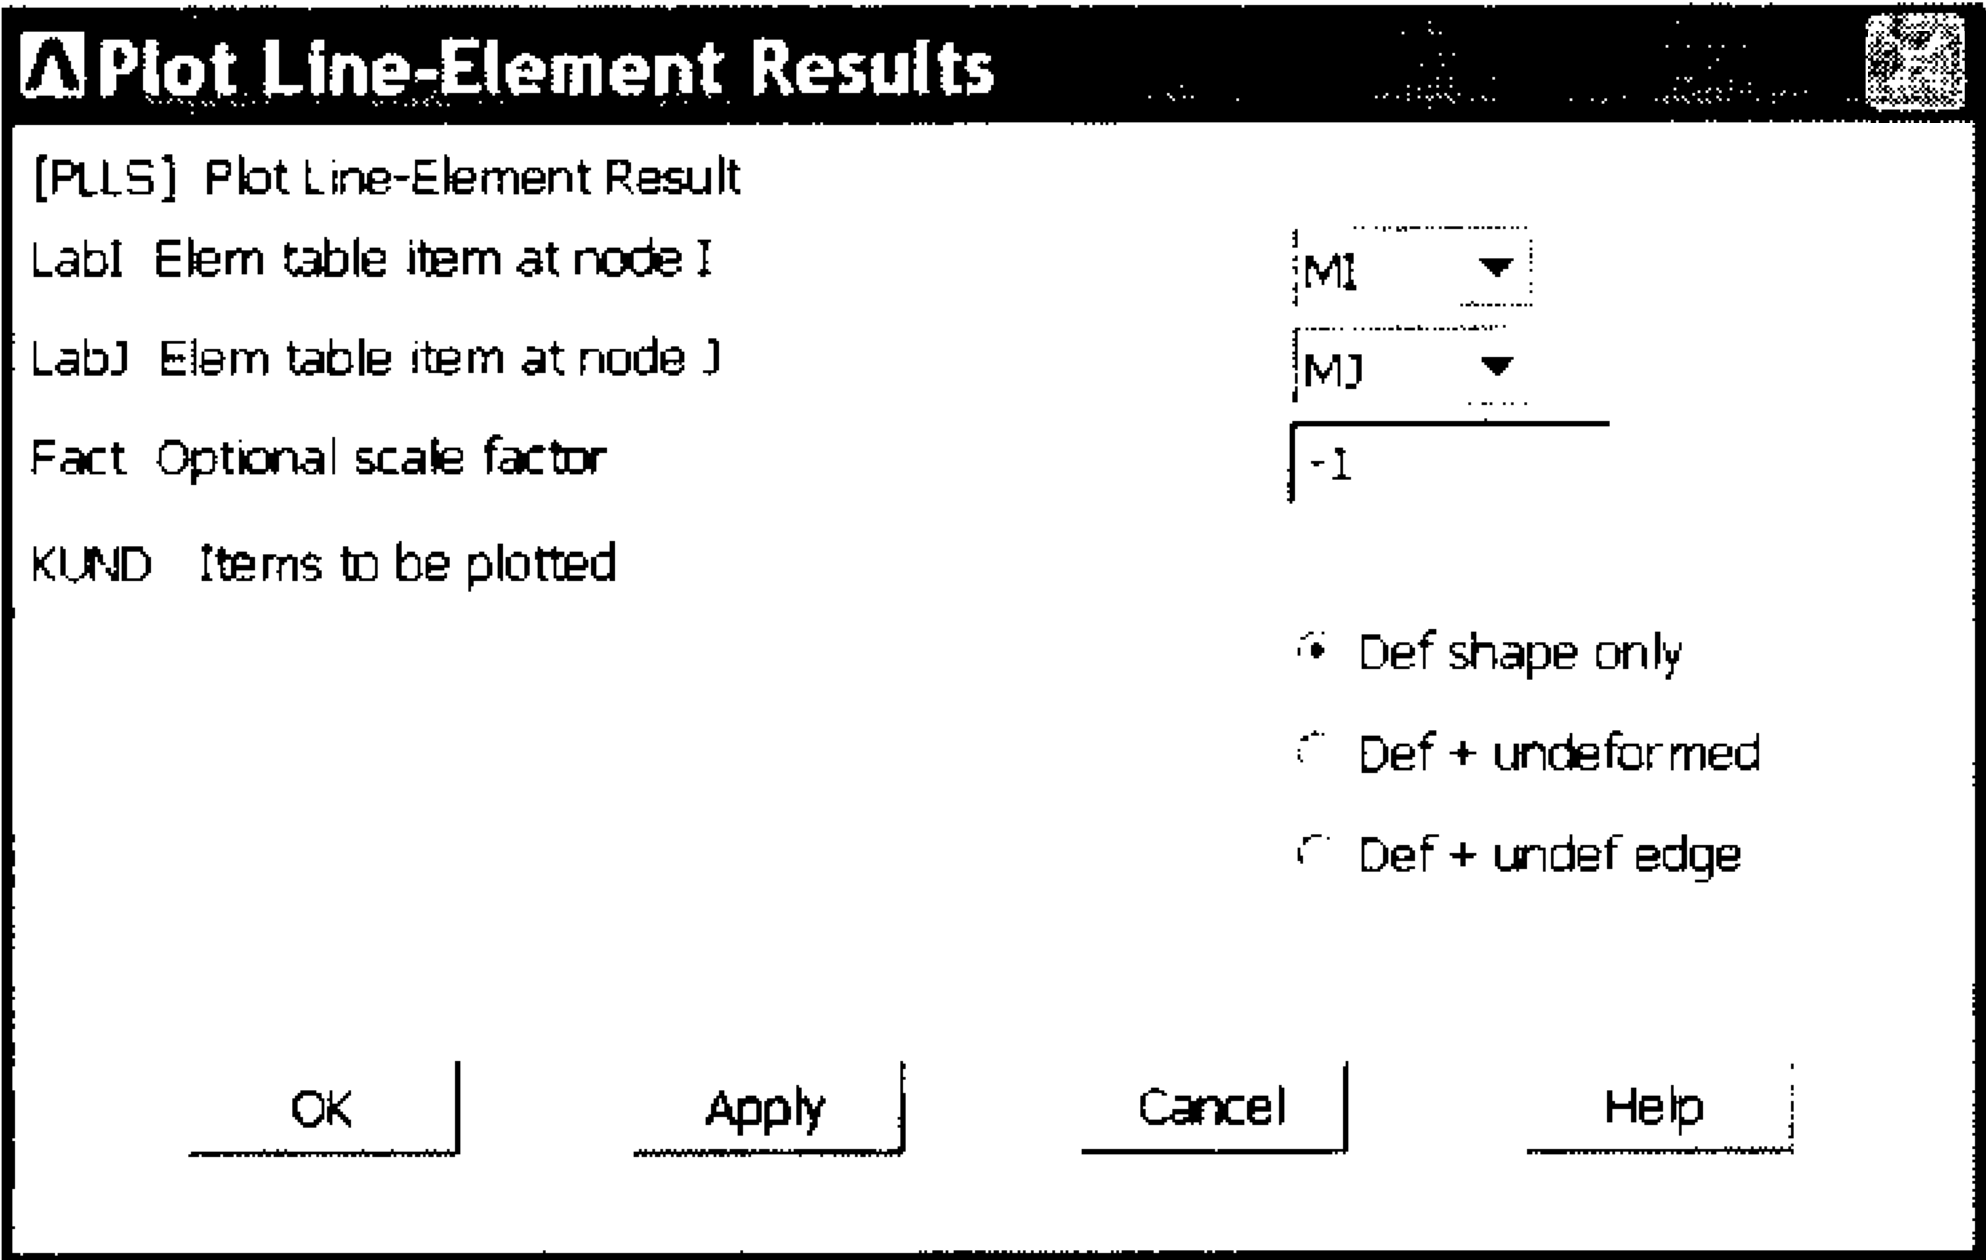 Plot Line-Element Results
[PLLS] Plot Line-Element Result
LabI Elem table item at node I
MI
LabJ Elem table item at node J
MJ
Fact Optional scale factor
-1
KUND Items to be plotted
Def shape only
Def + undeformed
Def + undef edge
OK Apply Cancel Help